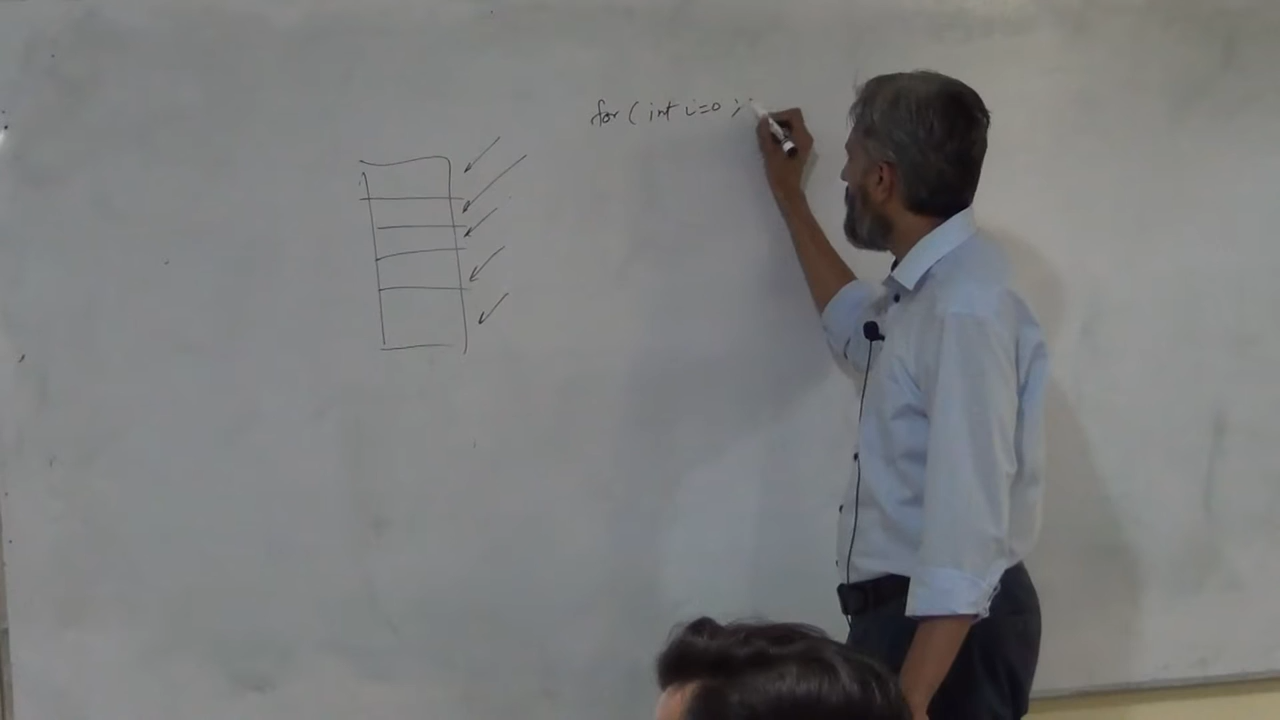 for ( int i=0 ;